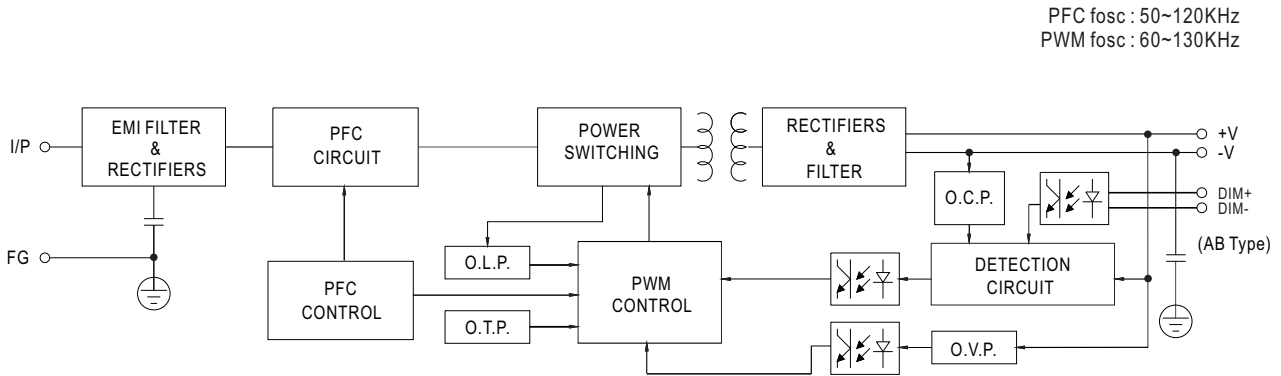 PFC fosc : 50~120KHz
PWM fosc : 60~130KHz
I/P
EMI FILTER
&
RECTIFIERS
PFC
CIRCUIT
POWER
SWITCHING
RECTIFIERS
&
FILTER
+V
-V
O.C.P.
DIM+
DIM-
(AB Type)
FG
O.L.P.
PFC
CONTROL
PWM
CONTROL
DETECTION
CIRCUIT
O.T.P.
O.V.P.